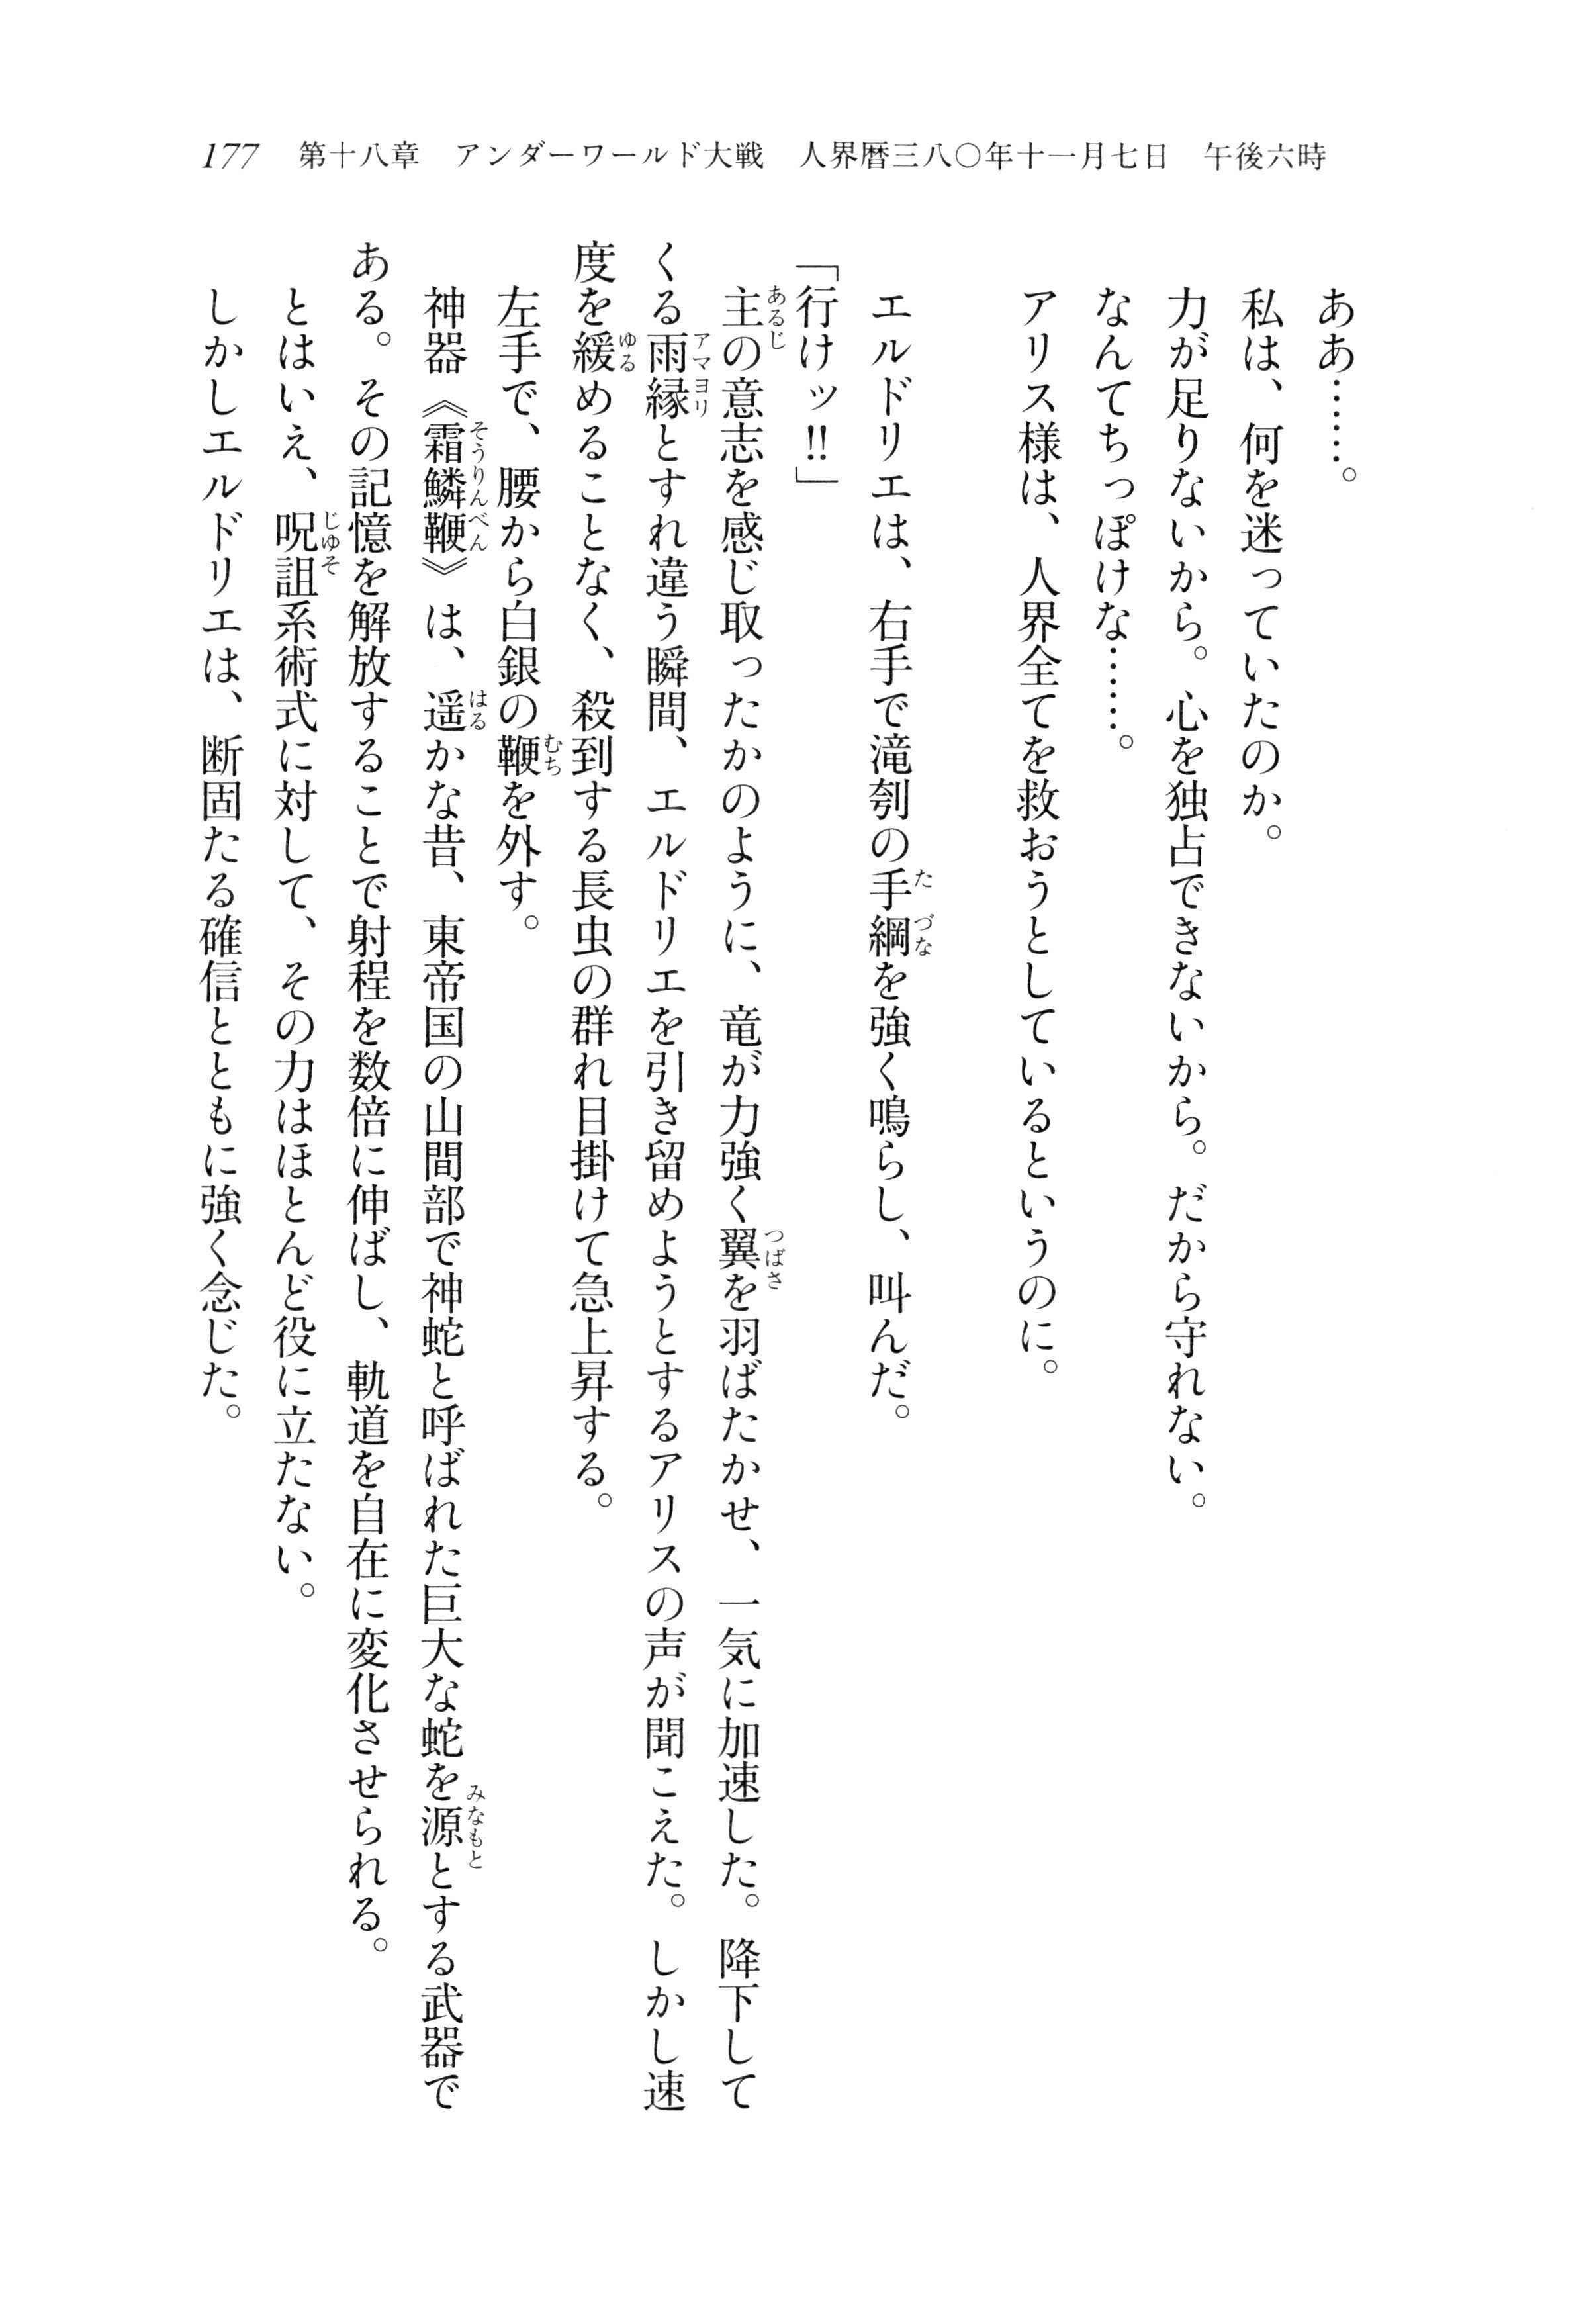 177　第十八章　アンダーワールド大戦　人界暦三八〇年十一月七日　午後六時
ああ……。
私は、何を迷っていたのか。
力が足りないから。心を独占できないから。だから守れない。
なんてちっぽけな……。
アリス様は、人界全てを救おうとしているというのに。
エルドリエは、右手で滝刳の手綱を強く鳴らし、叫んだ。
「行けッ!!」
主の意志を感じ取ったかのように、竜が力強く翼を羽ばたかせ、一気に加速した。降下して
くる雨縁とすれ違う瞬間、エルドリエを引き留めようとするアリスの声が聞こえた。しかし速
度を緩めることなく、殺到する長虫の群れ目掛けて急上昇する。
左手で、腰から白銀の鞭を外す。
神器《霜鱗鞭》は、遥かな昔、東帝国の山間部で神蛇と呼ばれた巨大な蛇を源とする武器で
ある。その記憶を解放することで射程を数倍に伸ばし、軌道を自在に変化させられる。
とはいえ、呪詛系術式に対して、その力はほとんど役に立たない。
しかしエルドリエは、断固たる確信とともに強く念じた。